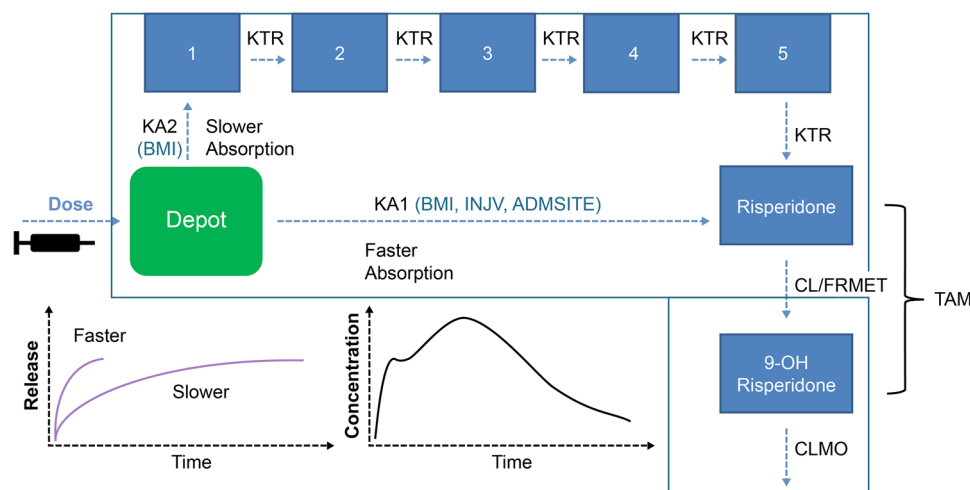 KTR
KTR
KTR
KTR
1
2
3
4
5
KA2
(BMI)
Slower
Absorption
KTR
Dose
Depot
KA1 (BMI, INJV, ADMSITE)
Risperidone
Faster
Absorption
CL/FRMET
TAM
Release
Faster
Slower
Time
Concentration
Time
9-OH
Risperidone
CLMO